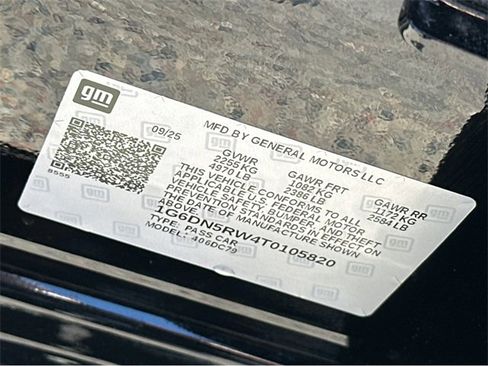 gm
09/25
MFD BY GENERAL MOTORS LLC
GVWR GAWR FRT GAWR RR
2255 KG 1082 KG 1172 KG
4970 LB 2386 LB 2584 LB
THIS VEHICLE CONFORMS TO ALL
APPLICABLE U.S. FEDERAL MOTOR
VEHICLE SAFETY, BUMPER, AND THEFT
PREVENTION STANDARDS IN EFFECT ON
DATE OF MANUFACTURE SHOWN
8555
1G6DN5RW4T0105820
TYPE: PASS CAR
MODEL: 6DC79